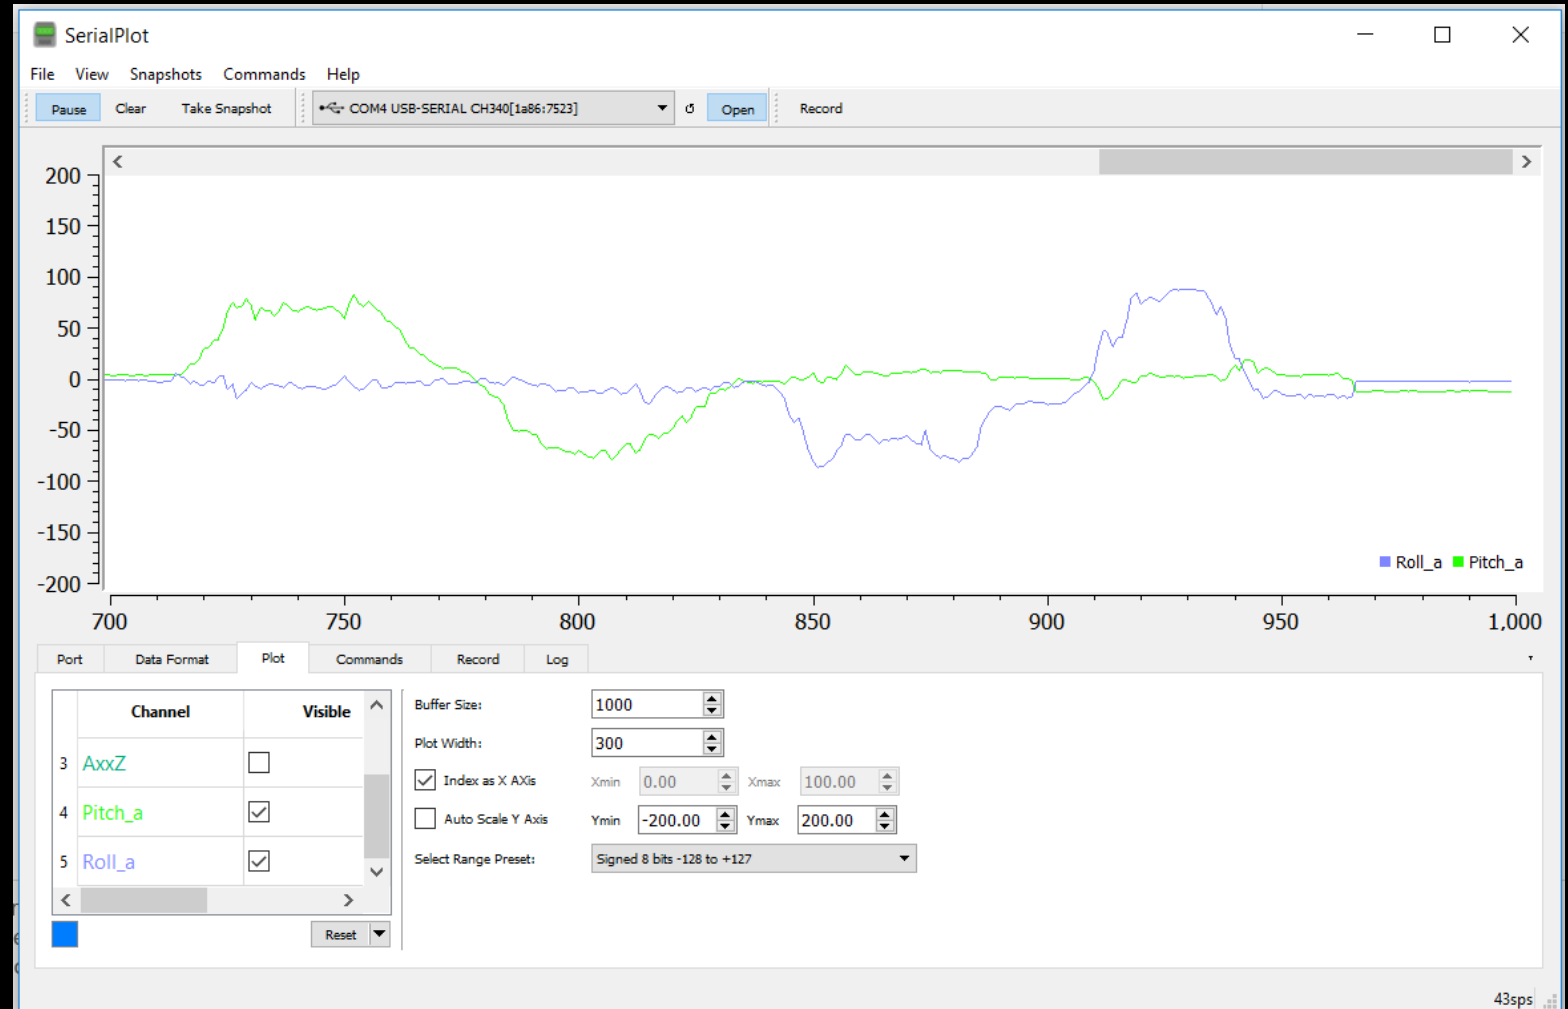 SerialPlot
File View Snapshots Commands Help
Pause Clear Take Snapshot COM4 USB-SERIAL CH340[1a86:7523] Open Record
200
150
100
50
0
-50
-100
-150
-200
Roll_a Pitch_a
700 750 800 850 900 950 1,000
Port Data Format Plot Commands Record Log
Channel Visible
3 AxxZ
4 Pitch_a
5 Roll_a
Reset
Buffer Size: 1000
Plot Width: 300
Index as X AXis Xmin 0.00 Xmax 100.00
Auto Scale Y Axis Ymin -200.00 Ymax 200.00
Select Range Preset: Signed 8 bits -128 to +127
43sps